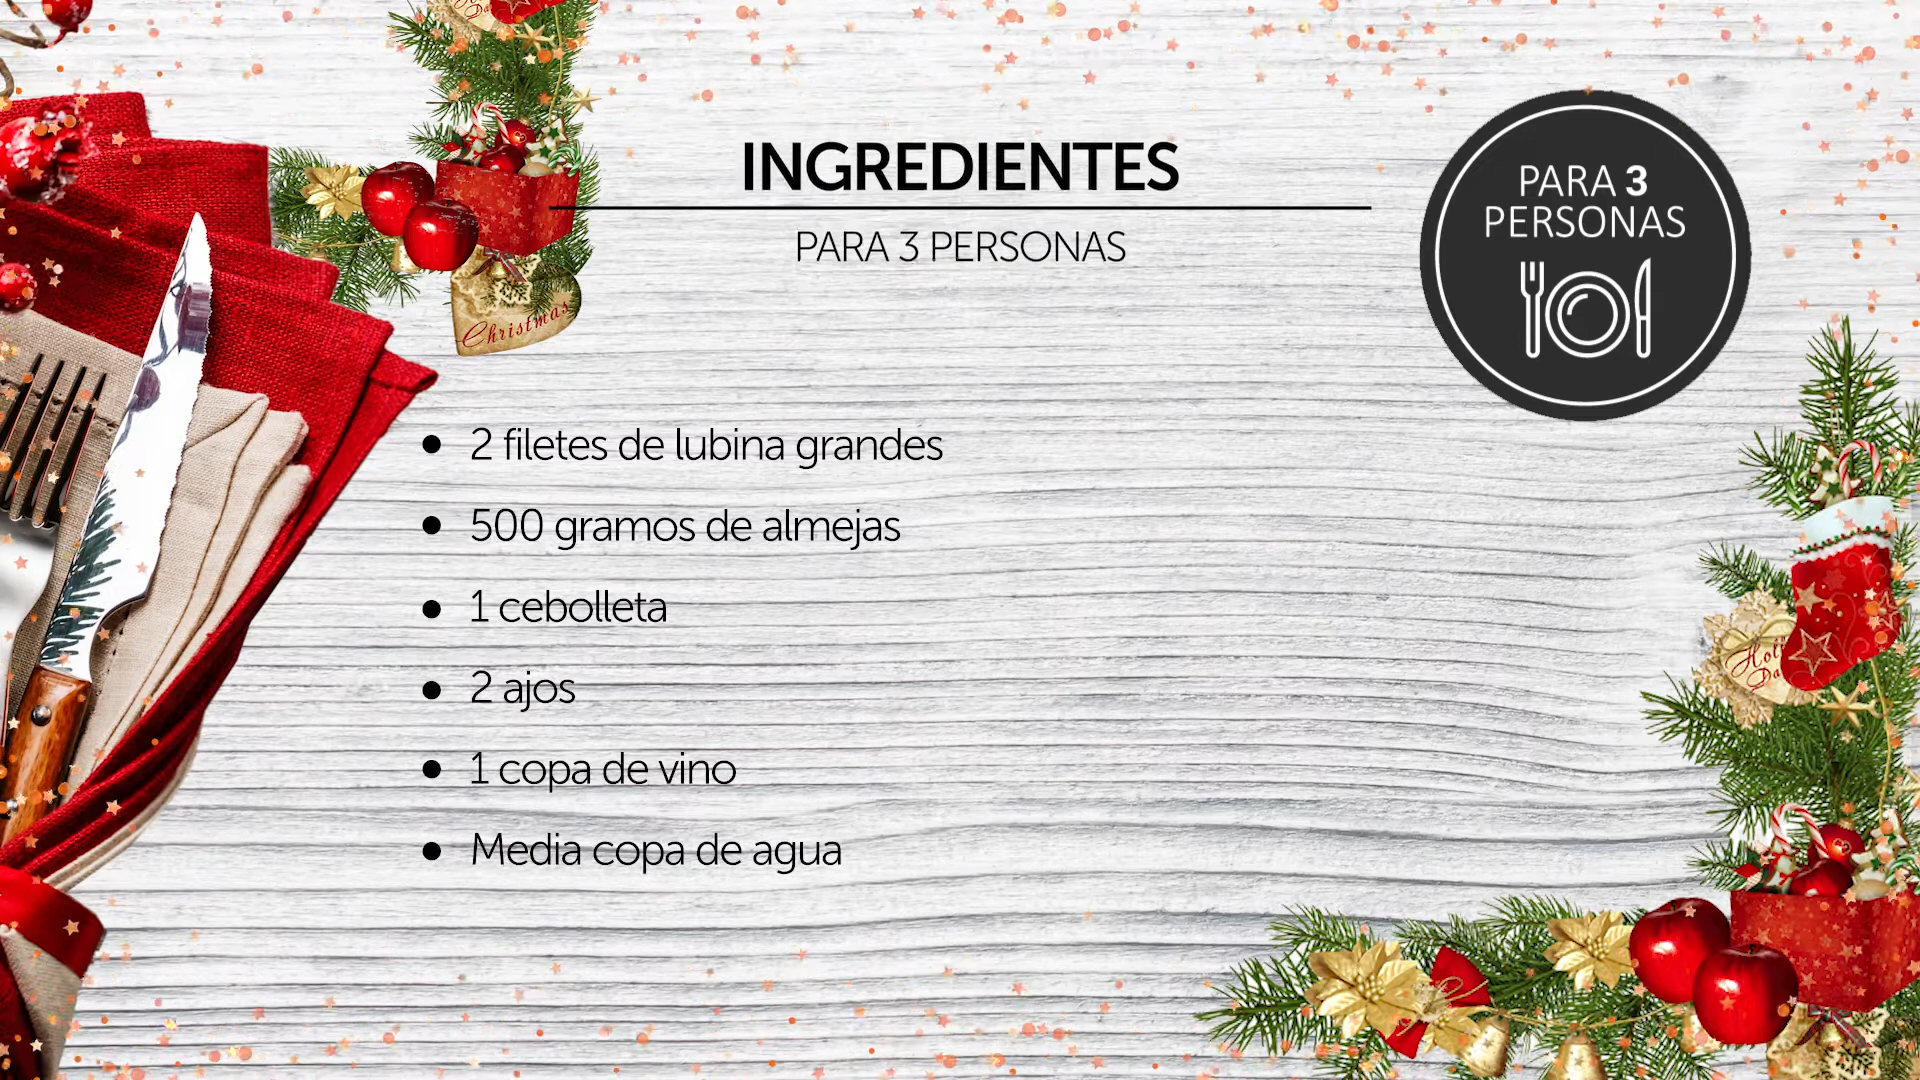 INGREDIENTES
PARA 3 PERSONAS
PARA 3
PERSONAS
Christmas
2 filetes de lubina grandes
500 gramos de almejas
1 cebolleta
2 ajos
1 copa de vino
Media copa de agua